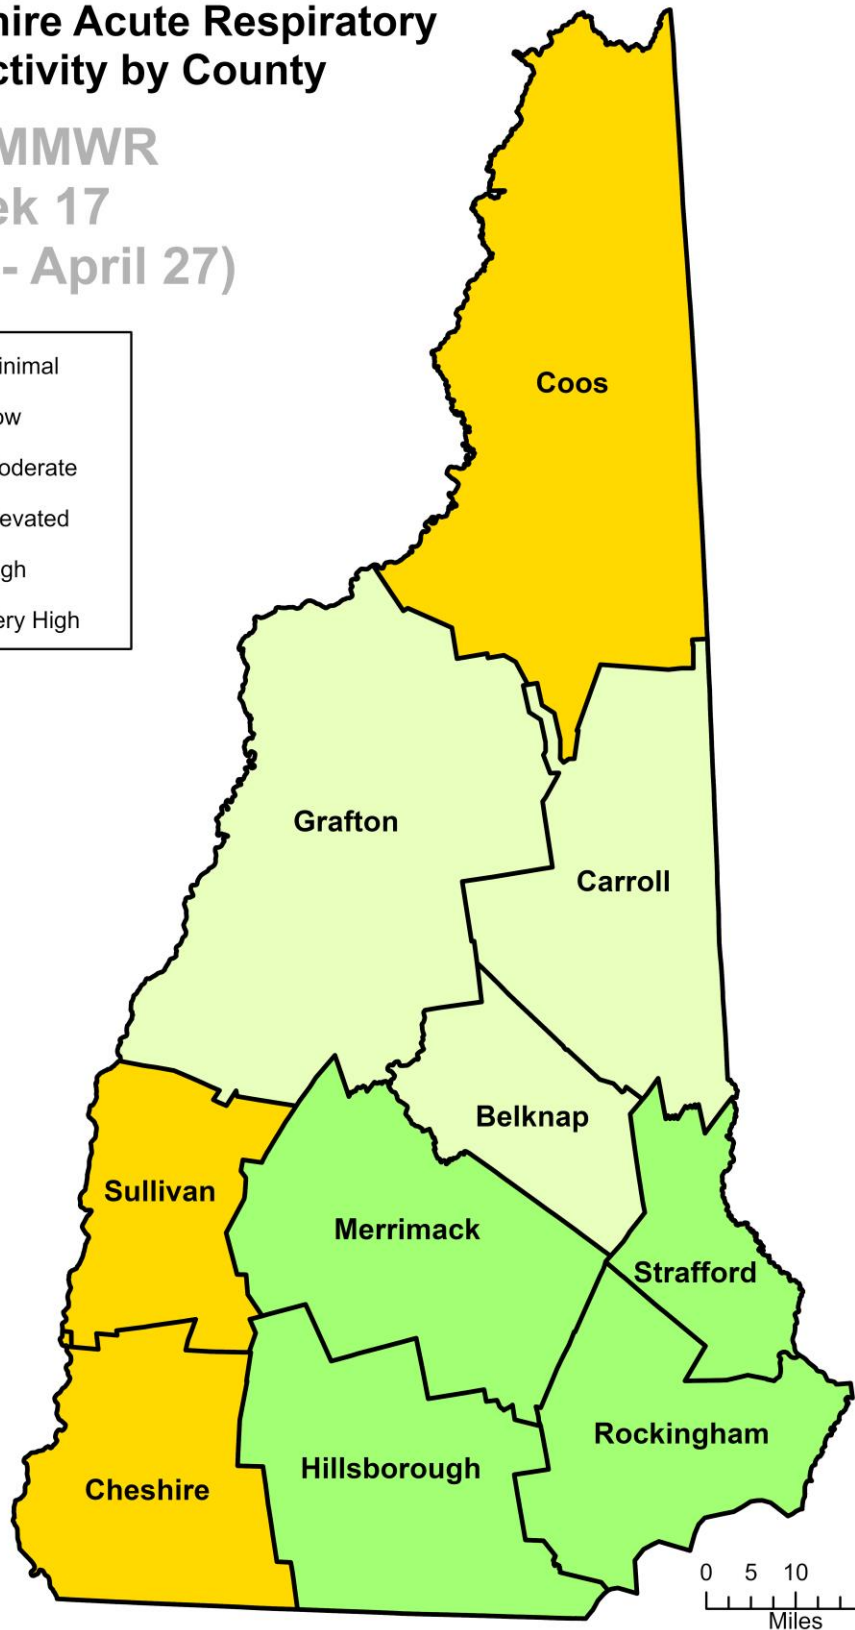 hire Acute Respiratory
ctivity by County
MMWR
ek 17
- April 27)
inimal
ow
oderate
evated
gh
ery High
Coos
Grafton
Carroll
Belknap
Sullivan
Merrimack
Strafford
Rockingham
Hillsborough
Cheshire
0 5 10
Miles